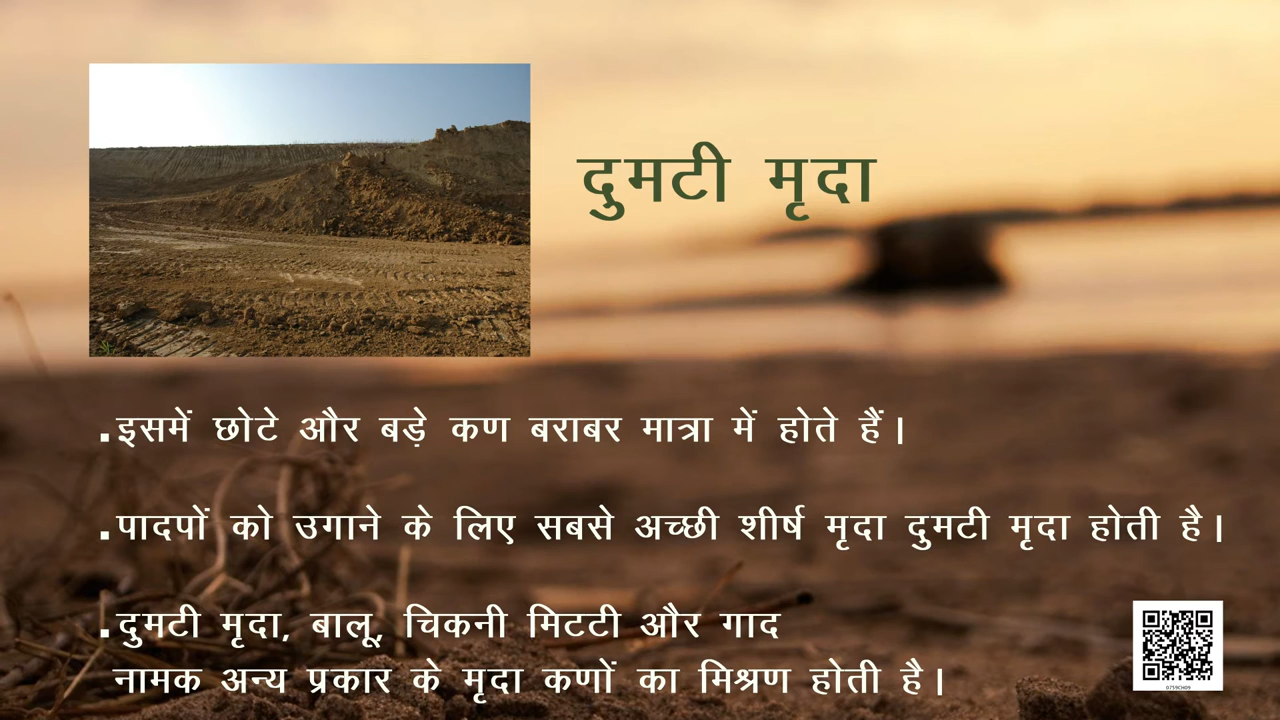 दुमटी मृदा
.इसमें छोटे और बड़े कण बराबर मात्रा में होते हैं।
.पादपों को उगाने के लिए सबसे अच्छी शीर्ष मृदा दुमटी मृदा होती है।
.दुमटी मृदा, बालू, चिकनी मिटटी और गाद
नामक अन्य प्रकार के मृदा कणों का मिश्रण होती है।
0759CH09